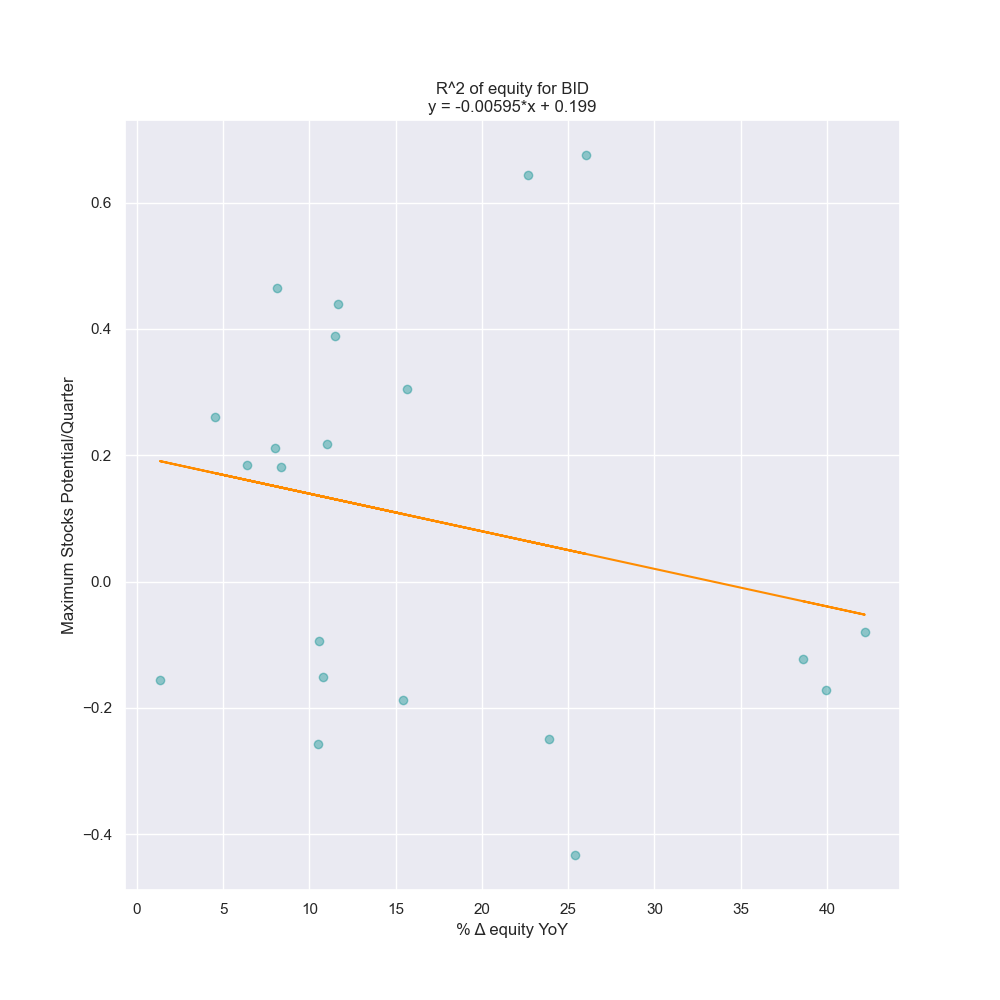 R^2 of equity for BID
y = -0.00595*x + 0.199
Maximum Stocks Potential/Quarter
0.6
0.4
0.2
0.0
−0.2
−0.4
0 5 10 15 20 25 30 35 40
% Δ equity YoY